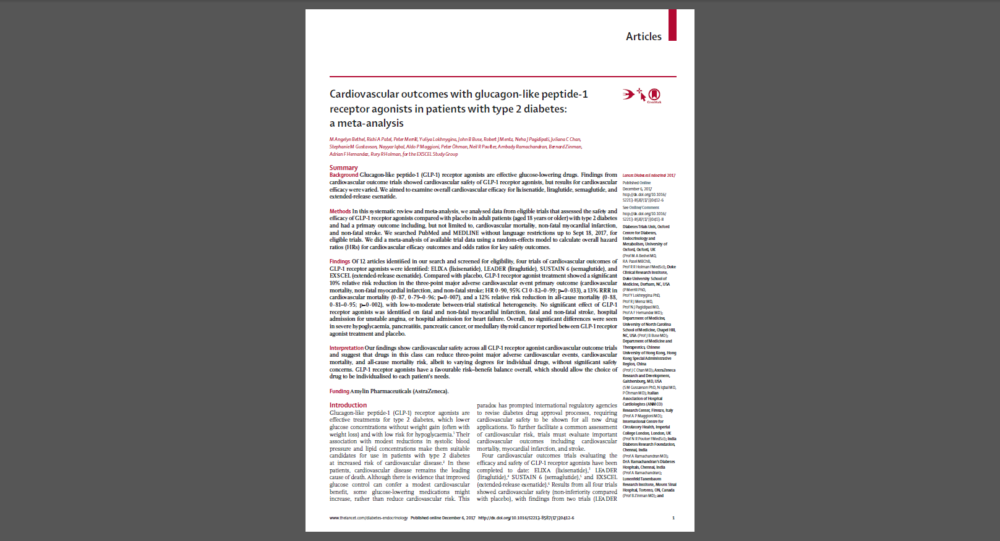 Articles
Cardiovascular outcomes with glucagon-like peptide-1
receptor agonists in patients with type 2 diabetes:
a meta-analysis
CrossMark
M Angelyn Bethel, Rishi A Patel, Peter Merrill, Yuliya Lokhnygina, John B Buse, Robert J Mentz, Neha J Pagidipati, Juliana C Chan,
Stephanie M Gustavson, Nayyar Iqbal, Aldo P Maggioni, Peter Öhman, Neil R Poulter, Ambady Ramachandran, Bernard Zinman,
Adrian F Hernandez, Rury R Holman, for the EXSCEL Study Group
Summary
Background Glucagon-like peptide-1 (GLP-1) receptor agonists are effective glucose-lowering drugs. Findings from
cardiovascular outcome trials showed cardiovascular safety of GLP-1 receptor agonists, but results for cardiovascular
efficacy were varied. We aimed to examine overall cardiovascular efficacy for lixisenatide, liraglutide, semaglutide, and
extended-release exenatide.
Methods In this systematic review and meta-analysis, we analysed data from eligible trials that assessed the safety and
efficacy of GLP-1 receptor agonists compared with placebo in adult patients (aged 18 years or older) with type 2 diabetes
and had a primary outcome including, but not limited to, cardiovascular mortality, non-fatal myocardial infarction,
and non-fatal stroke. We searched PubMed and MEDLINE without language restrictions up to Sept 18, 2017, for
eligible trials. We did a meta-analysis of available trial data using a random-effects model to calculate overall hazard
ratios (HRs) for cardiovascular efficacy outcomes and odds ratios for key safety outcomes.
Findings Of 12 articles identified in our search and screened for eligibility, four trials of cardiovascular outcomes of
GLP-1 receptor agonists were identified: ELIXA (lixisenatide), LEADER (liraglutide), SUSTAIN 6 (semaglutide), and
EXSCEL (extended-release exenatide). Compared with placebo, GLP-1 receptor agonist treatment showed a significant
10% relative risk reduction in the three-point major adverse cardiovascular event primary outcome (cardiovascular
mortality, non-fatal myocardial infarction, and non-fatal stroke; HR 0·90, 95% CI 0·82–0·99; p=0·033), a 13% RRR in
cardiovascular mortality (0·87, 0·79–0·96; p=0·007), and a 12% relative risk reduction in all-cause mortality (0·88,
0·81–0·95; p=0·002), with low-to-moderate between-trial statistical heterogeneity. No significant effect of GLP-1
receptor agonists was identified on fatal and non-fatal myocardial infarction, fatal and non-fatal stroke, hospital
admission for unstable angina, or hospital admission for heart failure. Overall, no significant differences were seen
in severe hypoglycaemia, pancreatitis, pancreatic cancer, or medullary thyroid cancer reported between GLP-1 receptor
agonist treatment and placebo.
Interpretation Our findings show cardiovascular safety across all GLP-1 receptor agonist cardiovascular outcome trials
and suggest that drugs in this class can reduce three-point major adverse cardiovascular events, cardiovascular
mortality, and all-cause mortality risk, albeit to varying degrees for individual drugs, without significant safety
concerns. GLP-1 receptor agonists have a favourable risk–benefit balance overall, which should allow the choice of
drug to be individualised to each patient's needs.
Funding Amylin Pharmaceuticals (AstraZeneca).
Introduction
Glucagon-like peptide-1 (GLP-1) receptor agonists are
effective treatments for type 2 diabetes, which lower
glucose concentrations without weight gain (often with
weight loss) and with low risk for hypoglycaemia.¹ Their
association with modest reductions in systolic blood
pressure and lipid concentrations make them suitable
candidates for use in patients with type 2 diabetes
at increased risk of cardiovascular disease.² In these
patients, cardiovascular disease remains the leading
cause of death. Although there is evidence that improved
glucose control can confer a modest cardiovascular
benefit, some glucose-lowering medications might
increase, rather than reduce cardiovascular risk. This
paradox has prompted international regulatory agencies
to revise diabetes drug approval processes, requiring
cardiovascular safety to be shown for all new drug
applications. To further facilitate a common assessment
of cardiovascular risk, trials must evaluate important
cardiovascular outcomes including cardiovascular
mortality, myocardial infarction, and stroke.
Four cardiovascular outcomes trials evaluating the
efficacy and safety of GLP-1 receptor agonists have been
completed to date: ELIXA (lixisenatide),³ LEADER
(liraglutide),⁴ SUSTAIN 6 (semaglutide),⁵ and EXSCEL
(extended-release exenatide).⁶ Results from all four trials
showed cardiovascular safety (non-inferiority compared
with placebo), with findings from two trials (LEADER
Lancet Diabetes Endocrinol 2017
Published Online
December 6, 2017
http://dx.doi.org/10.1016/
S2213-8587(17)30412-6
See Online/Comment
http://dx.doi.org/10.1016/
S2213-8587(17)30413-8
Diabetes Trials Unit, Oxford
Centre for Diabetes,
Endocrinology and
Metabolism, University of
Oxford, Oxford, UK
(Prof M A Bethel MD,
R A Patel MBChB,
Prof R R Holman FMedSci); Duke
Clinical Research Institute,
Duke University School of
Medicine, Durham, NC, USA
(P Merrill PhD,
Prof Y Lokhnygina PhD,
Prof R J Mentz MD,
Prof N J Pagidipati MD,
Prof A F Hernandez MD);
Department of Medicine,
University of North Carolina
School of Medicine, Chapel Hill,
NC, USA (Prof J B Buse MD);
Department of Medicine and
Therapeutics, Chinese
University of Hong Kong, Hong
Kong Special Administrative
Region, China
(Prof J C Chan MD); AstraZeneca
Research and Development,
Gaithersburg, MD, USA
(S M Gustavson PhD, N Iqbal MD,
P Öhman MD); Italian
Association of Hospital
Cardiologists (ANMCO)
Research Center, Firenze, Italy
(Prof A P Maggioni MD);
International Centre for
Circulatory Health, Imperial
College London, London, UK
(Prof N R Poulter FMedSci); India
Diabetes Research Foundation,
Chennai, India
(Prof A Ramachandran MD);
Dr A Ramachandran's Diabetes
Hospitals, Chennai, India
(Prof A Ramachandran);
Lunenfeld Tanenbaum
Research Institute, Mount Sinai
Hospital, Toronto, ON, Canada
(Prof B Zinman MD); and
www.thelancet.com/diabetes-endocrinology Published online December 6, 2017 http://dx.doi.org/10.1016/S2213-8587(17)30412-6
1